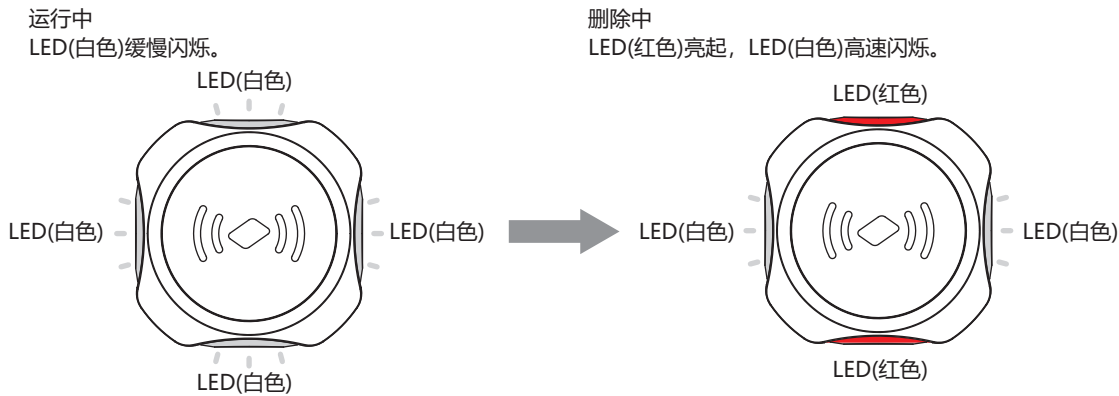 运行中
LED(白色)缓慢闪烁。
LED(白色)
LED(白色)
LED(白色)
LED(白色)
删除中
LED(红色)亮起，LED(白色)高速闪烁。
LED(红色)
LED(白色)
LED(白色)
LED(红色)